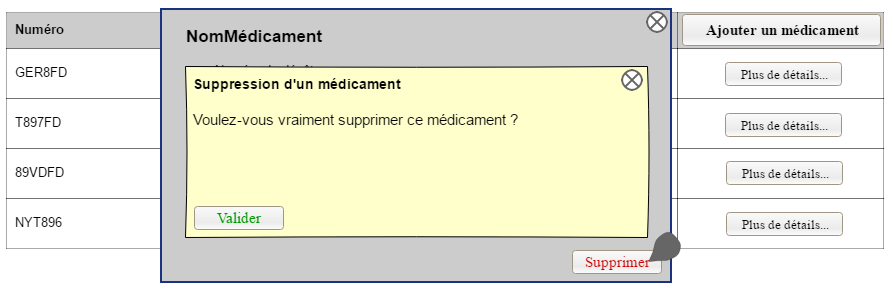 Numéro
NomMédicament
Ajouter un médicament
GER8FD
Plus de détails...
Suppression d'un médicament
Voulez-vous vraiment supprimer ce médicament ?
T897FD
Plus de détails...
89VDFD
Plus de détails...
Valider
NYT896
Plus de détails...
Supprimer